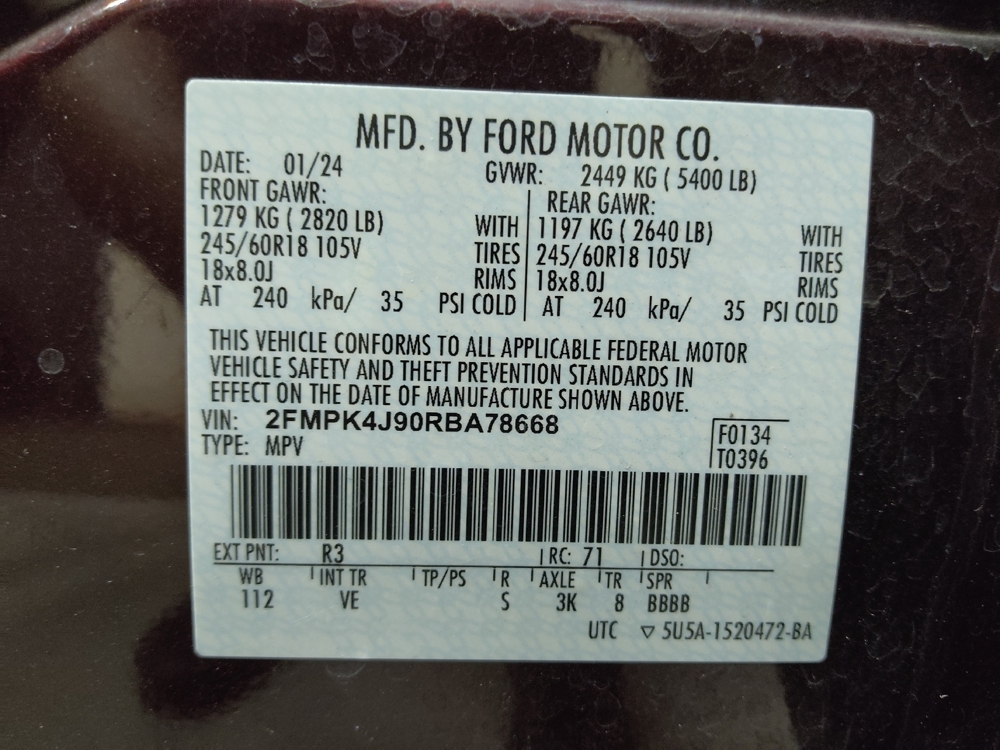 MFD. BY FORD MOTOR CO.
DATE: 01/24 GVWR: 2449 KG ( 5400 LB)
FRONT GAWR: REAR GAWR:
1279 KG ( 2820 LB) WITH 1197 KG ( 2640 LB) WITH
245/60R18 105V TIRES 245/60R18 105V TIRES
18x8.0J RIMS 18x8.0J RIMS
AT 240 kPa/ 35 PSI COLD AT 240 kPa/ 35 PSI COLD
THIS VEHICLE CONFORMS TO ALL APPLICABLE FEDERAL MOTOR
VEHICLE SAFETY AND THEFT PREVENTION STANDARDS IN
EFFECT ON THE DATE OF MANUFACTURE SHOWN ABOVE.
VIN: 2FMPK4J90RBA78668 F0134
TYPE: MPV T0396
EXT PNT: R3 RC: 71 DSO:
WB INT TR TP/PS R AXLE TR SPR
112 VE S 3K 8 BBBB
UTC ▽ 5U5A-1520472-BA